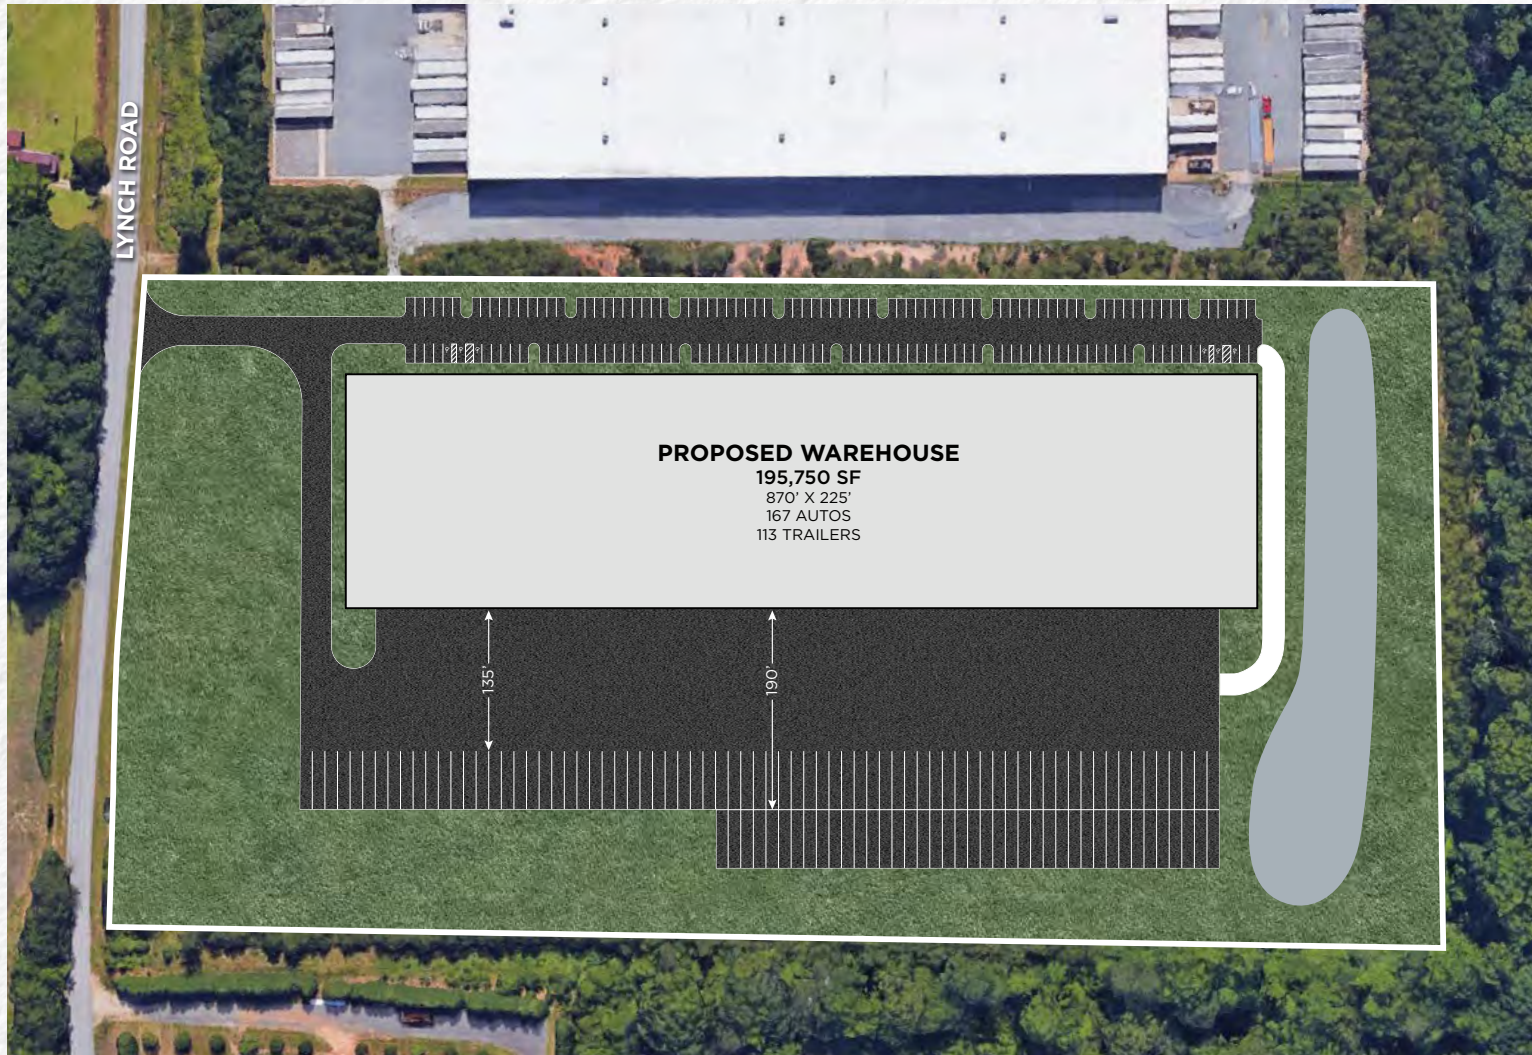 LYNCH ROAD
PROPOSED WAREHOUSE
195,750 SF
870’ X 225’
167 AUTOS
113 TRAILERS
135’
190’